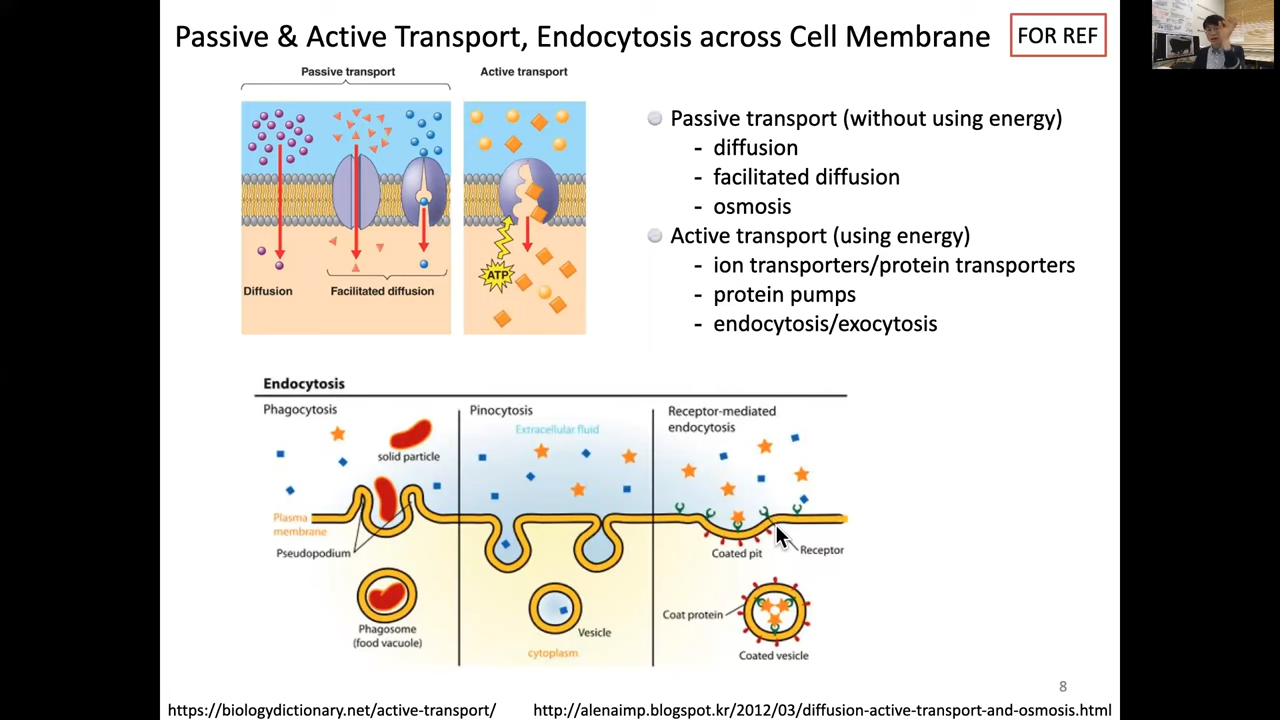 Passive & Active Transport, Endocytosis across Cell Membrane
FOR REF
Passive transport
Active transport
ATP
Diffusion
Facilitated diffusion
Passive transport (without using energy)
- diffusion
- facilitated diffusion
- osmosis
Active transport (using energy)
- ion transporters/protein transporters
- protein pumps
- endocytosis/exocytosis
Endocytosis
Phagocytosis
solid particle
Plasma
membrane
Pseudopodium
Phagosome
(food vacuole)
Pinocytosis
Extracellular fluid
Vesicle
cytoplasm
Receptor-mediated
endocytosis
Coated pit
Receptor
Coat protein
Coated vesicle
8
https://biologydictionary.net/active-transport/
http://alenaimp.blogspot.kr/2012/03/diffusion-active-transport-and-osmosis.html